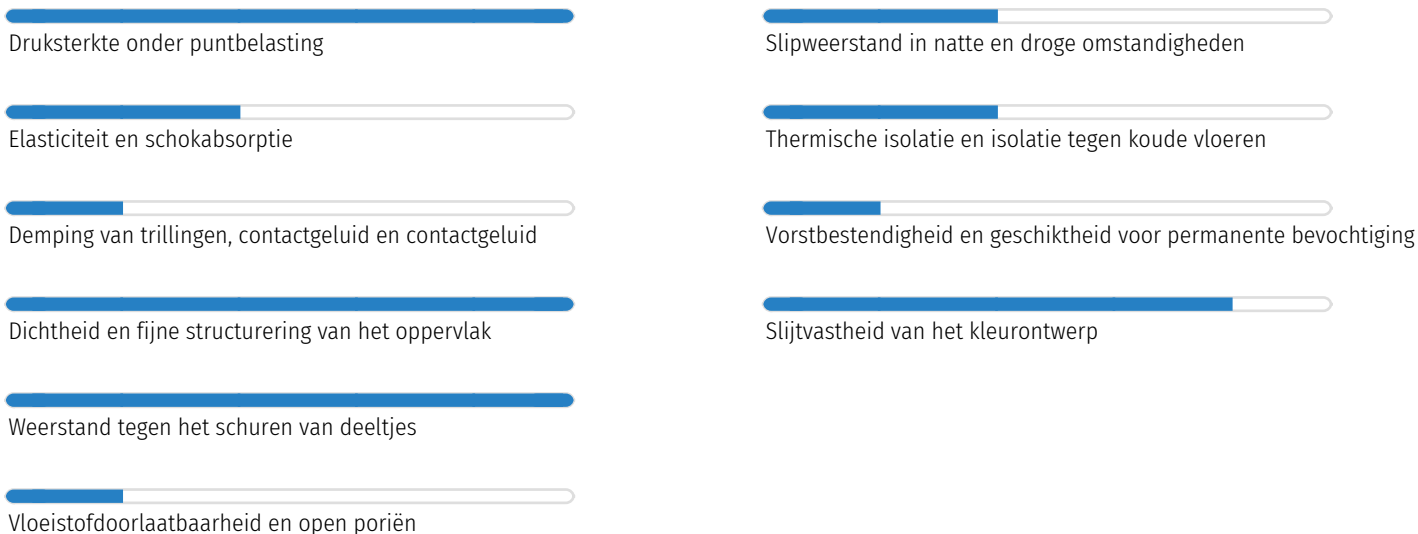 Druksterkte onder puntbelasting
Elasticiteit en schokabsorptie
Demping van trillingen, contactgeluid en contactgeluid
Dichtheid en fijne structurering van het oppervlak
Weerstand tegen het schuren van deeltjes
Vloeistofdoorlaatbaarheid en open poriën
Slipweerstand in natte en droge omstandigheden
Thermische isolatie en isolatie tegen koude vloeren
Vorstbestendigheid en geschiktheid voor permanente bevochtiging
Slijtvastheid van het kleurontwerp